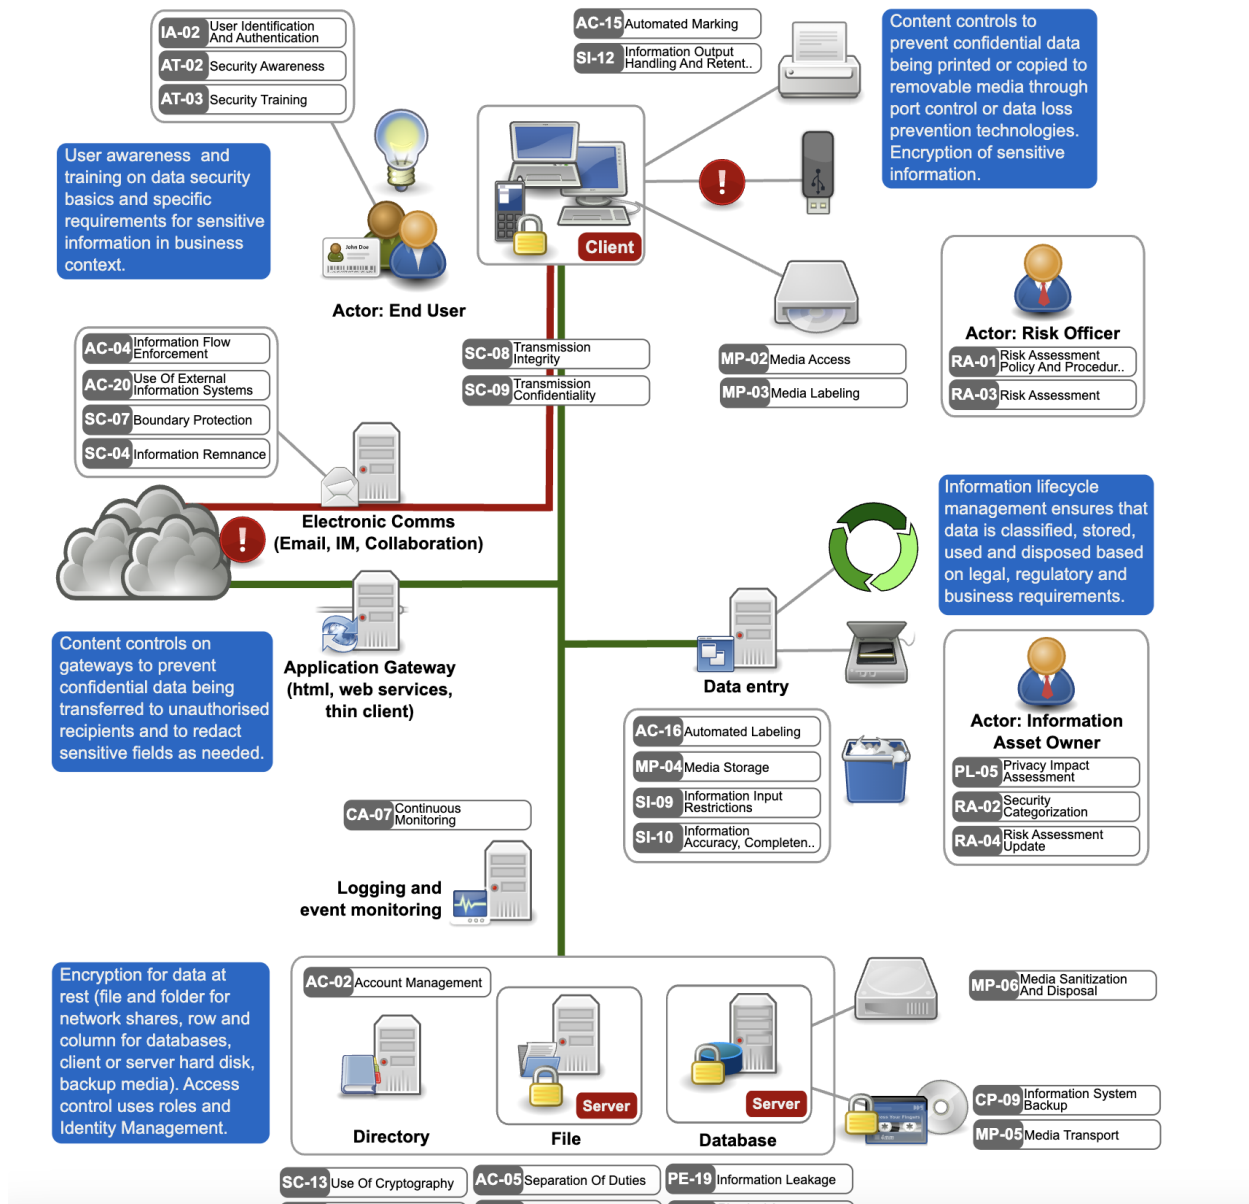 IA-02 User Identification
And Authentication
AT-02 Security Awareness
AT-03 Security Training
AC-15 Automated Marking
SI-12 Information Output
Handling And Retent..
Content controls to
prevent confidential data
being printed or copied to
removable media through
port control or data loss
prevention technologies.
Encryption of sensitive
information.
User awareness and
training on data security
basics and specific
requirements for sensitive
information in business
context.
John Doe
Actor: End User
Client
!
Actor: Risk Officer
RA-01 Risk Assessment
Policy And Procedur..
RA-03 Risk Assessment
AC-04 Information Flow
Enforcement
AC-20 Use Of External
Information Systems
SC-07 Boundary Protection
SC-04 Information Remnance
SC-08 Transmission
Integrity
SC-09 Transmission
Confidentiality
MP-02 Media Access
MP-03 Media Labeling
!
Electronic Comms
(Email, IM, Collaboration)
Information lifecycle
management ensures that
data is classified, stored,
used and disposed based
on legal, regulatory and
business requirements.
Content controls on
gateways to prevent
confidential data being
transferred to unauthorised
recipients and to redact
sensitive fields as needed.
Application Gateway
(html, web services,
thin client)
Data entry
AC-16 Automated Labeling
MP-04 Media Storage
SI-09 Information Input
Restrictions
SI-10 Information
Accuracy, Completen..
Actor: Information
Asset Owner
PL-05 Privacy Impact
Assessment
RA-02 Security
Categorization
RA-04 Risk Assessment
Update
CA-07 Continuous
Monitoring
Logging and
event monitoring
Encryption for data at
rest (file and folder for
network shares, row and
column for databases,
client or server hard disk,
backup media). Access
control uses roles and
Identity Management.
AC-02 Account Management
Directory
Server
File
Server
Database
MP-06 Media Sanitization
And Disposal
CP-09 Information System
Backup
MP-05 Media Transport
SC-13 Use Of Cryptography
AC-05 Separation Of Duties
PE-19 Information Leakage